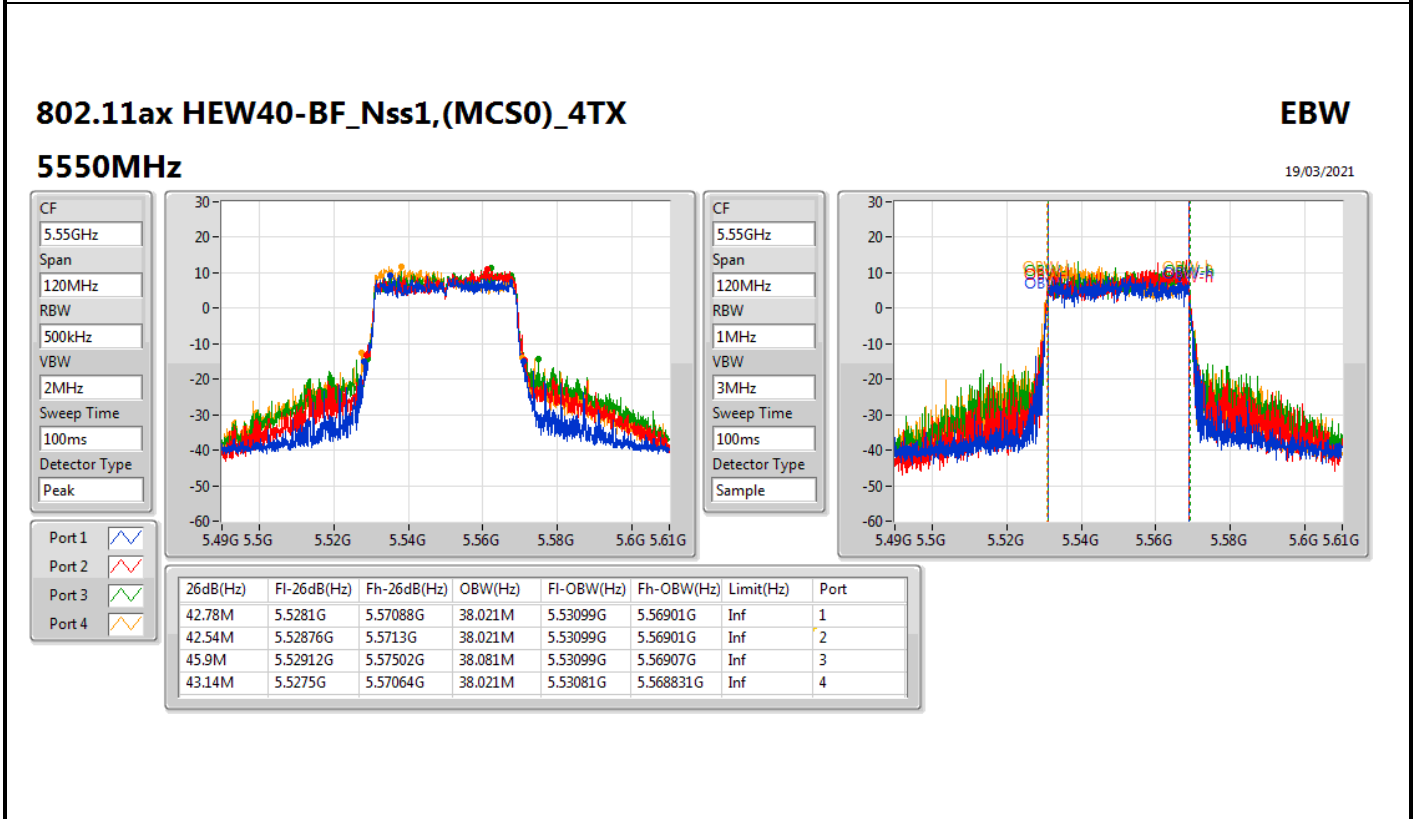 802.11ax HEW40-BF_Nss1,(MCS0)_4TX
EBW
5550MHz
19/03/2021
CF
5.55GHz
Span
120MHz
RBW
500kHz
VBW
2MHz
Sweep Time
100ms
Detector Type
Peak
30
20
10
0
-10
-20
-30
-40
-50
-60
5.49G 5.5G 5.52G 5.54G 5.56G 5.58G 5.6G 5.61G
CF
5.55GHz
Span
120MHz
RBW
1MHz
VBW
3MHz
Sweep Time
100ms
Detector Type
Sample
30
20
10
0
-10
-20
-30
-40
-50
-60
5.49G 5.5G 5.52G 5.54G 5.56G 5.58G 5.6G 5.61G
Port 1
Port 2
Port 3
Port 4
26dB(Hz) Fl-26dB(Hz) Fh-26dB(Hz) OBW(Hz) Fl-OBW(Hz) Fh-OBW(Hz) Limit(Hz) Port
42.78M 5.5281G 5.57088G 38.021M 5.53099G 5.56901G Inf 1
42.54M 5.52876G 5.5713G 38.021M 5.53099G 5.56901G Inf 2
45.9M 5.52912G 5.57502G 38.081M 5.53099G 5.56907G Inf 3
43.14M 5.5275G 5.57064G 38.021M 5.53081G 5.568831G Inf 4